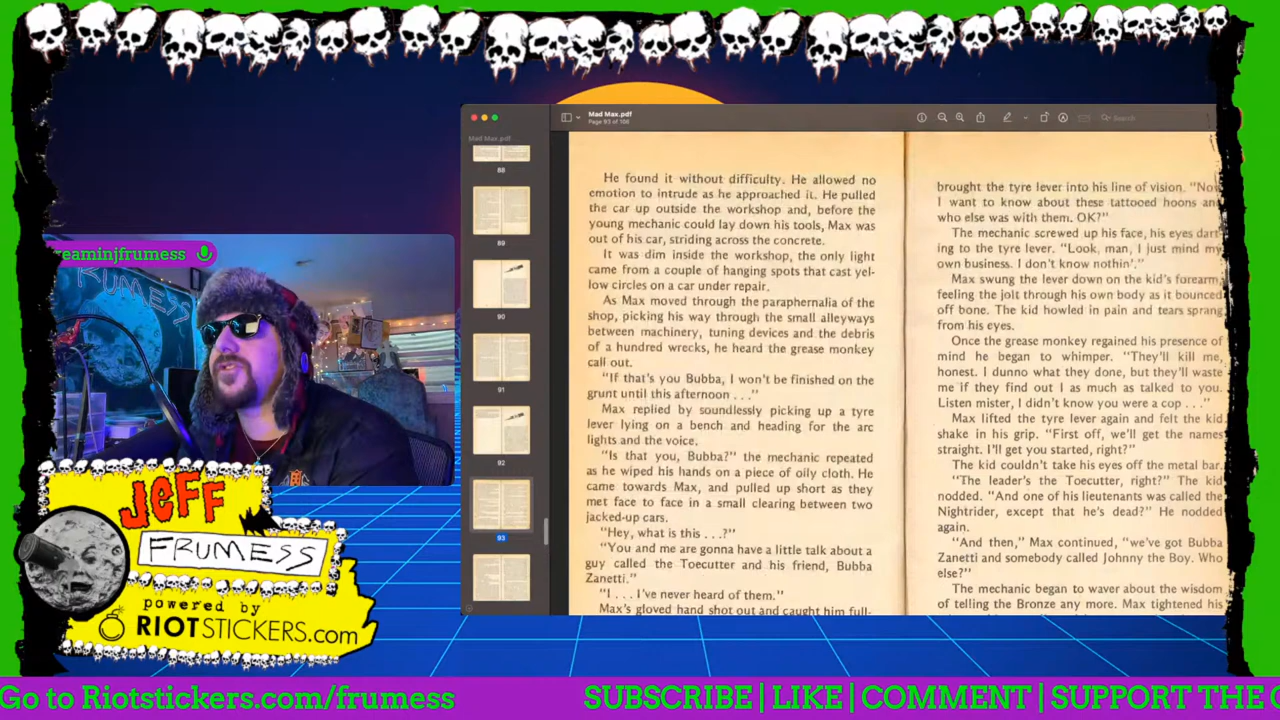 Mad Max.pdf
Page 93 of
Mad Max.pdf
Search
88
89
90
91
92
93
He found it without difficulty. He allowed no
emotion to intrude as he approached it. He pulled
the car up outside the workshop and, before the
young mechanic could lay down his tools, Max was
out of his car, striding across the concrete.
It was dim inside the workshop, the only light
came from a couple of hanging spots that cast yel-
low circles on a car under repair.
As Max moved through the paraphernalia of the
shop, picking his way through the small alleyways
between machinery, tuning devices and the debris
of a hundred wrecks, he heard the grease monkey
call out.
"If that's you Bubba, I won't be finished on the
grunt until this afternoon . . ."
Max replied by soundlessly picking up a tyre
lever lying on a bench and heading for the arc
lights and the voice.
"Is that you, Bubba?" the mechanic repeated
as he wiped his hands on a piece of oily cloth. He
came towards Max, and pulled up short as they
met face to face in a small clearing between two
jacked-up cars.
"Hey, what is this . . .?"
"You and me are gonna have a little talk about a
guy called the Toecutter and his friend, Bubba
Zanetti."
"I . . . I've never heard of them."
Max's gloved hand shot out and caught him full-
brought the tyre lever into his line of vision. "Now
I want to know about these tattooed hoons and
who else was with them. OK?"
The mechanic screwed up his face, his eyes dart-
ing to the tyre lever. "Look, man, I just mind my
own business. I don't know nothin'."
Max swung the lever down on the kid's forearm,
feeling the jolt through his own body as it bounced
off bone. The kid howled in pain and tears sprang
from his eyes.
Once the grease monkey regained his presence of
mind he began to whimper. "They'll kill me,
honest. I dunno what they done, but they'll waste
me if they find out I as much as talked to you.
Listen mister, I didn't know you were a cop . . ."
Max lifted the tyre lever again and felt the kid
shake in his grip. "First off, we'll get the names
straight. I'll get you started, right?"
The kid couldn't take his eyes off the metal bar.
"The leader's the Toecutter, right?" The kid
nodded. "And one of his lieutenants was called the
Nightrider, except that he's dead?" He nodded
again.
"And then," Max continued, "we've got Bubba
Zanetti and somebody called Johnny the Boy. Who
else?"
The mechanic began to waver about the wisdom
of telling the Bronze any more. Max tightened his
eaminjfrumess
FRUMESS
JEFF
FRUMESS
powered by
RIOTSTICKERS.com
Go to Riotstickers.com/frumess
SUBSCRIBE | LIKE | COMMENT | SUPPORT THE